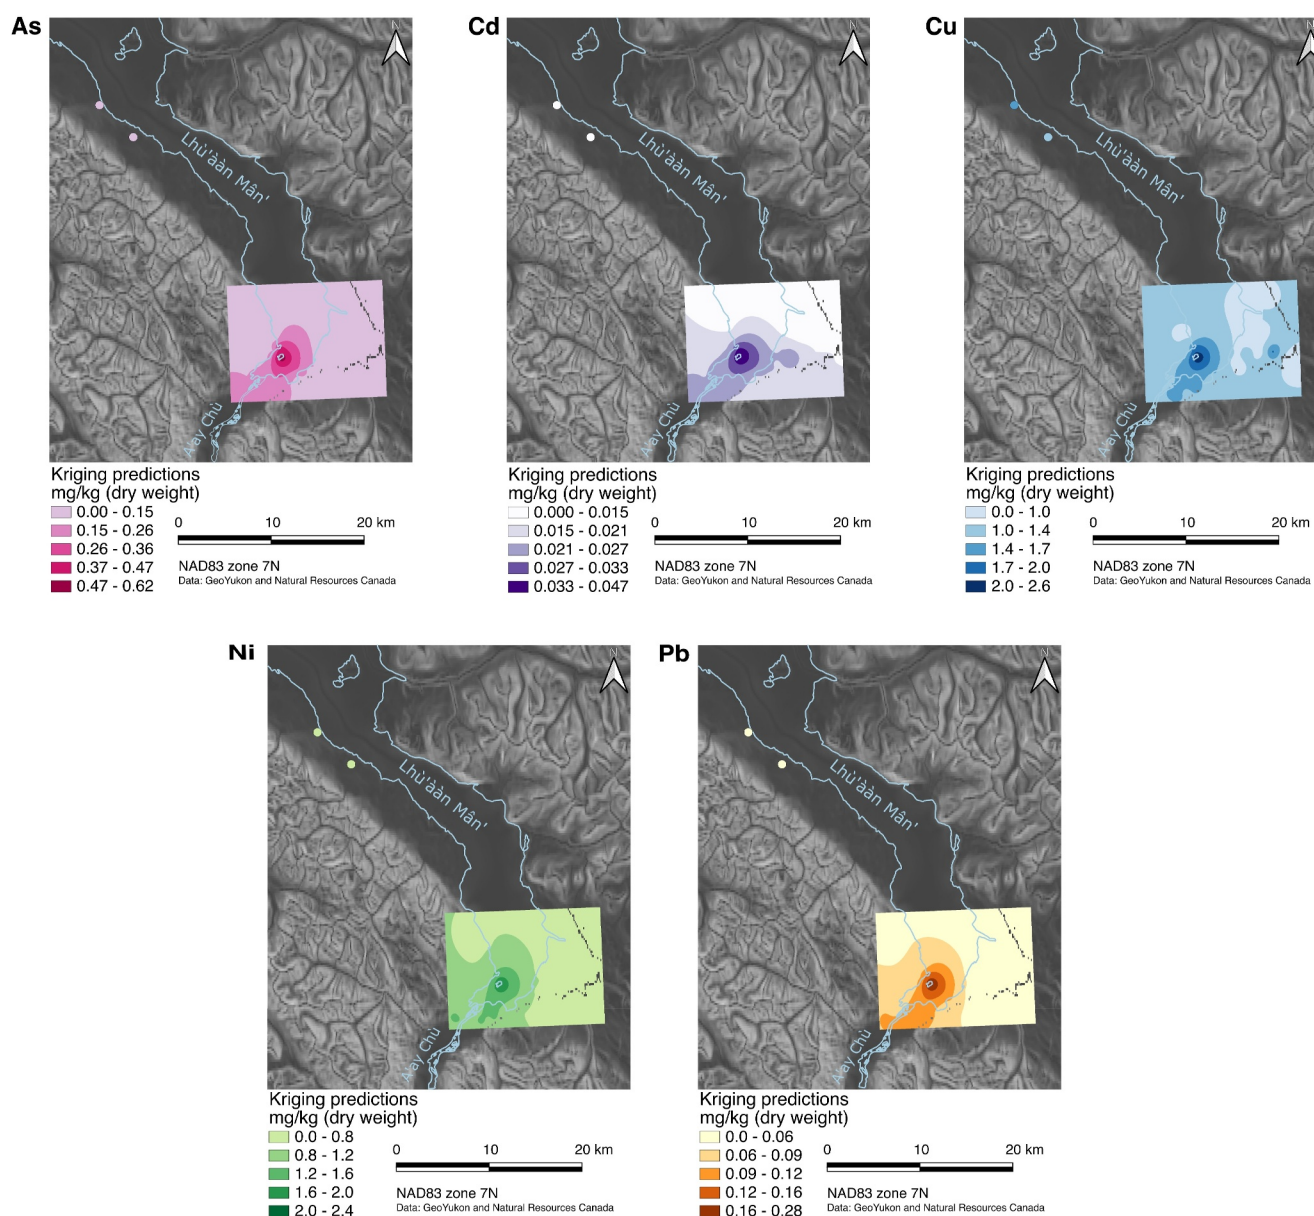 As
N
Lhù'ààn Mân'
A'ay Chù
Kriging predictions
mg/kg (dry weight)
0.00 - 0.15
0.15 - 0.26
0.26 - 0.36
0.37 - 0.47
0.47 - 0.62
0 10 20 km
NAD83 zone 7N
Data: GeoYukon and Natural Resources Canada
Cd
N
Lhù'ààn Mân'
A'ay Chù
Kriging predictions
mg/kg (dry weight)
0.000 - 0.015
0.015 - 0.021
0.021 - 0.027
0.027 - 0.033
0.033 - 0.047
0 10 20 km
NAD83 zone 7N
Data: GeoYukon and Natural Resources Canada
Cu
N
Lhù'ààn Mân'
A'ay Chù
Kriging predictions
mg/kg (dry weight)
0.0 - 1.0
1.0 - 1.4
1.4 - 1.7
1.7 - 2.0
2.0 - 2.6
0 10 20 km
NAD83 zone 7N
Data: GeoYukon and Natural Resources Canada
Ni
N
Lhù'ààn Mân'
A'ay Chù
Kriging predictions
mg/kg (dry weight)
0.0 - 0.8
0.8 - 1.2
1.2 - 1.6
1.6 - 2.0
2.0 - 2.4
0 10 20 km
NAD83 zone 7N
Data: GeoYukon and Natural Resources Canada
Pb
N
Lhù'ààn Mân'
A'ay Chù
Kriging predictions
mg/kg (dry weight)
0.0 - 0.06
0.06 - 0.09
0.09 - 0.12
0.12 - 0.16
0.16 - 0.28
0 10 20 km
NAD83 zone 7N
Data: GeoYukon and Natural Resources Canada